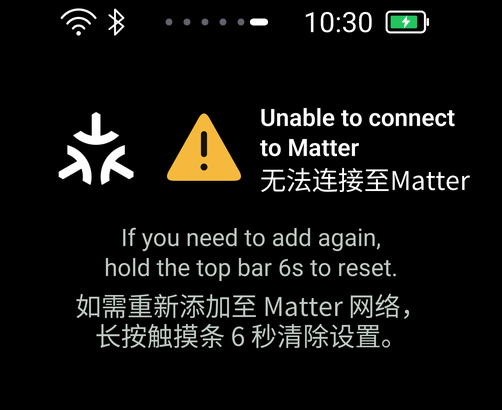 10:30
Unable to connect
to Matter
无法连接至Matter
If you need to add again,
hold the top bar 6s to reset.
如需重新添加至 Matter 网络，
长按触摸条 6 秒清除设置。